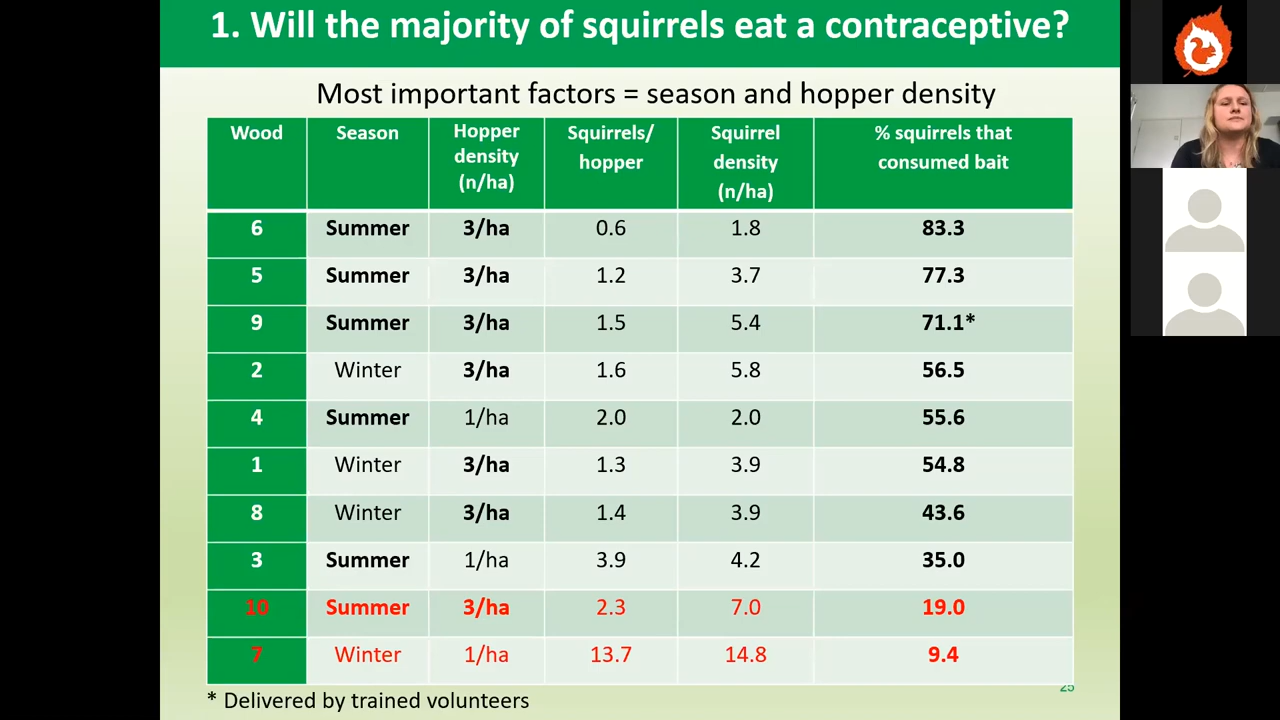 1. Will the majority of squirrels eat a contraceptive?
Most important factors = season and hopper density
Wood Season Hopper density (n/ha) Squirrels/ hopper Squirrel density (n/ha) % squirrels that consumed bait
6 Summer 3/ha 0.6 1.8 83.3
5 Summer 3/ha 1.2 3.7 77.3
9 Summer 3/ha 1.5 5.4 71.1*
2 Winter 3/ha 1.6 5.8 56.5
4 Summer 1/ha 2.0 2.0 55.6
1 Winter 3/ha 1.3 3.9 54.8
8 Winter 3/ha 1.4 3.9 43.6
3 Summer 1/ha 3.9 4.2 35.0
10 Summer 3/ha 2.3 7.0 19.0
7 Winter 1/ha 13.7 14.8 9.4
* Delivered by trained volunteers
25